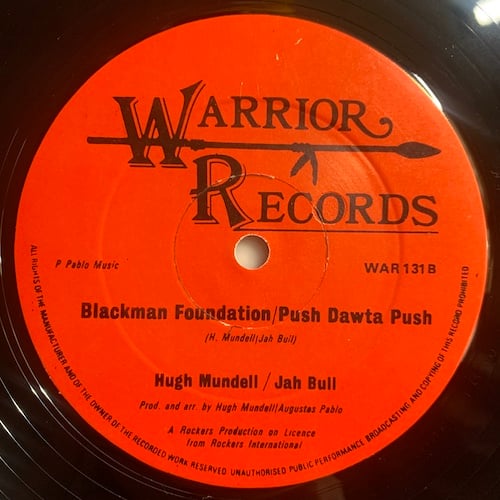 WARRIOR
RECORDS
P Pablo Music
WAR 131B
Blackman Foundation/Push Dawta Push
(H. Mundell/Jah Bull)
Hugh Mundell / Jah Bull
Prod. and arr. by Hugh Mundell/Augustas Pablo
A Rockers Production on Licence
from Rockers International
ALL RIGHTS OF THE MANUFACTURER AND OF THE OWNER OF THE RECORDED WORK RESERVED. UNAUTHORISED PUBLIC PERFORMANCE BROADCASTING AND COPYING OF THIS RECORD PROHIBITED